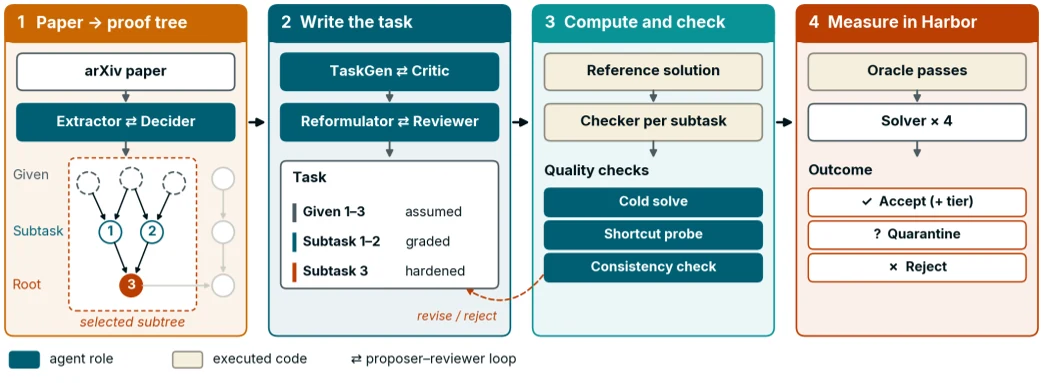 1 Paper → proof tree
arXiv paper
Extractor ⇄ Decider
Given
Subtask
1
2
Root
3
selected subtree
2 Write the task
TaskGen ⇄ Critic
Reformulator ⇄ Reviewer
Task
Given 1–3 assumed
Subtask 1–2 graded
Subtask 3 hardened
revise / reject
3 Compute and check
Reference solution
Checker per subtask
Quality checks
Cold solve
Shortcut probe
Consistency check
4 Measure in Harbor
Oracle passes
Solver × 4
Outcome
✓ Accept (+ tier)
? Quarantine
× Reject
agent role
executed code
⇄ proposer–reviewer loop